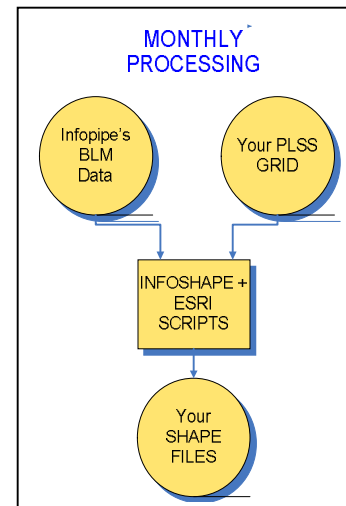 MONTHLY
PROCESSING
Infopipe's
BLM
Data
Your PLSS
GRID
INFOSHAPE +
ESRI
SCRIPTS
Your
SHAPE
FILES